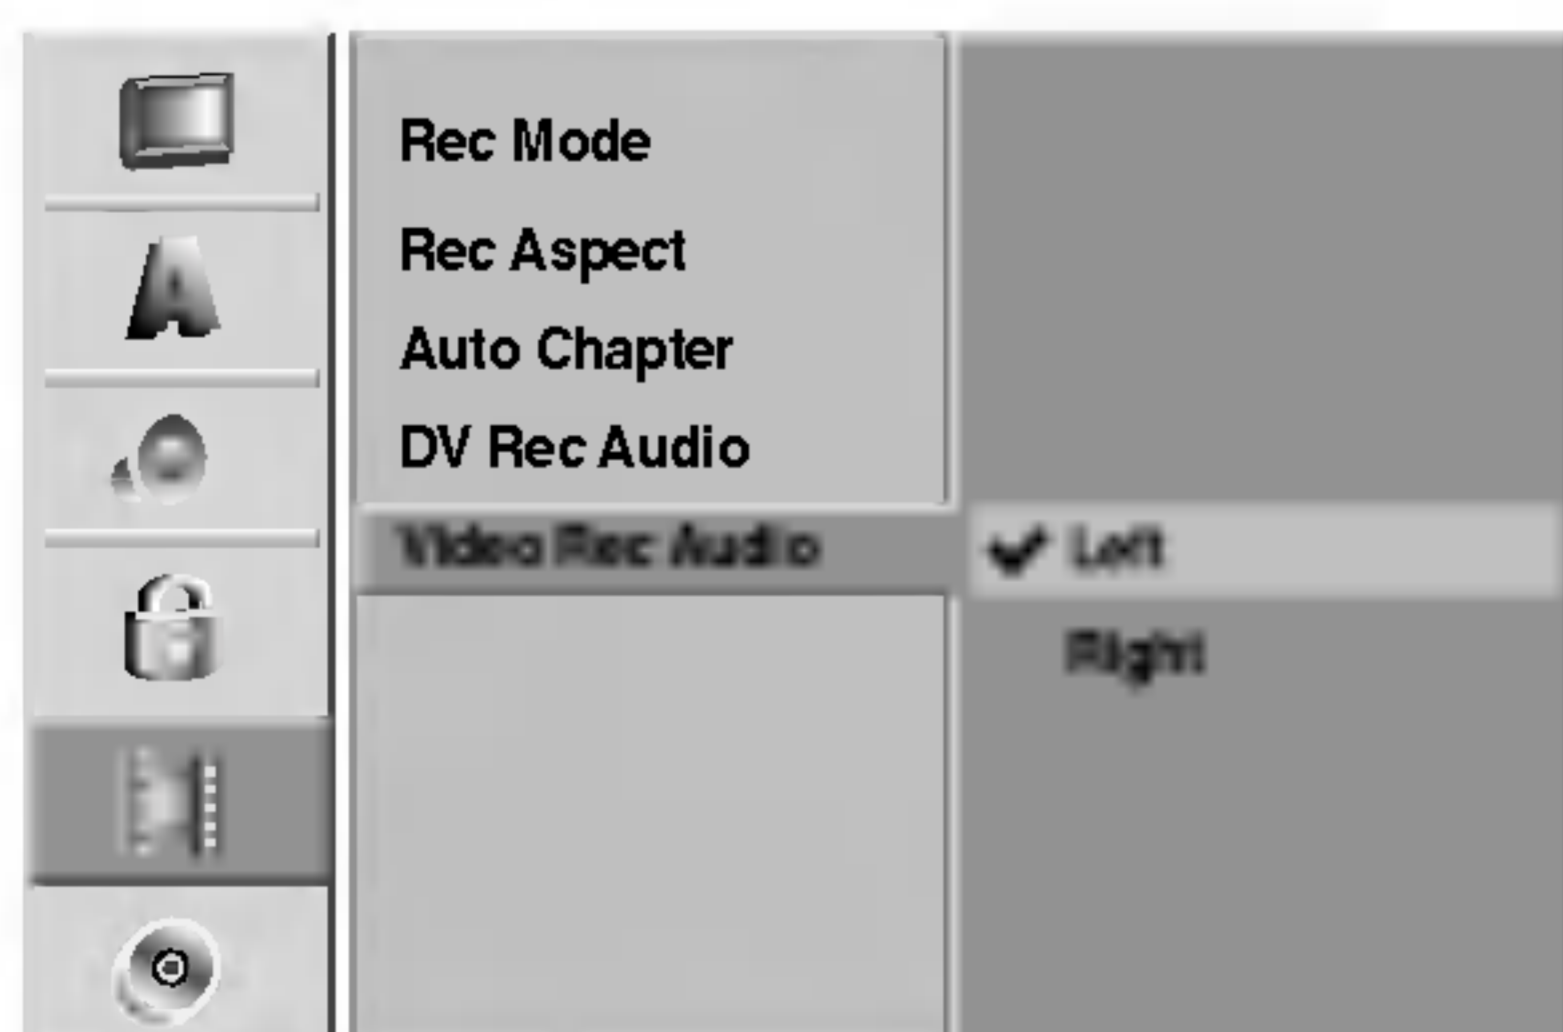 Rec Mode
Rec Aspect
Auto Chapter
DV Rec Audio
Video Rec Audio
Left
Right